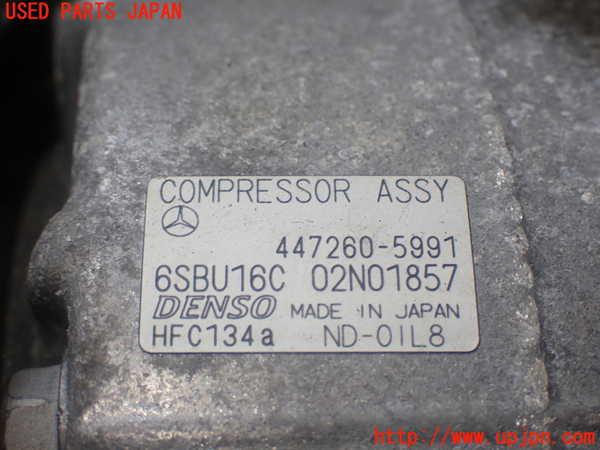 USED PARTS JAPAN
COMPRESSOR ASSY
447260-5991
6SBU16C 02N01857
DENSO MADE IN JAPAN
HFC134a ND-OIL8
http://www.upjpn.com/